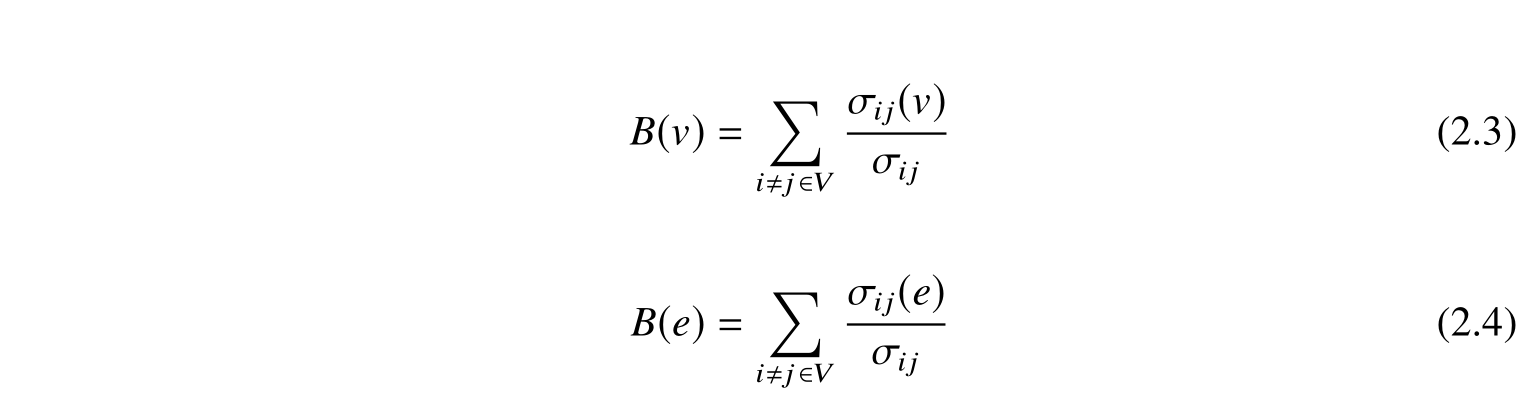 B(v) = ∑_{i≠j∈V} σ_{ij}(v) / σ_{ij} (2.3)
B(e) = ∑_{i≠j∈V} σ_{ij}(e) / σ_{ij} (2.4)